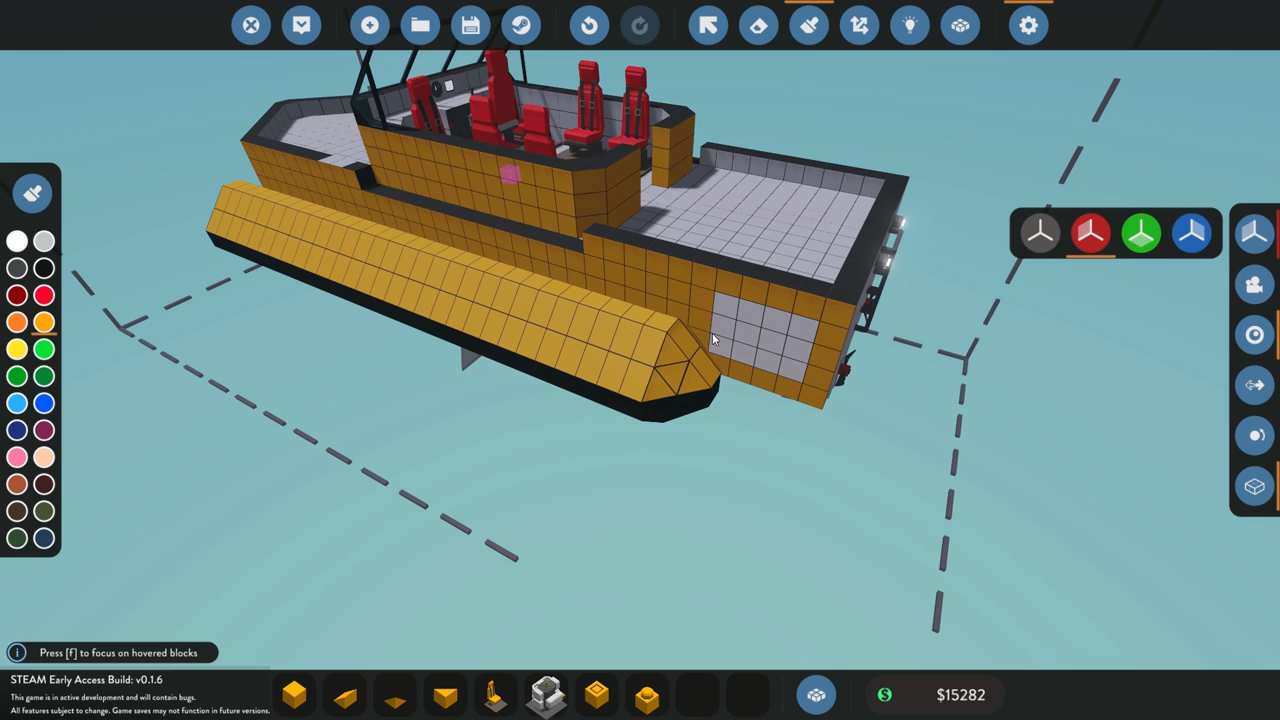 Press [f] to focus on hovered blocks
STEAM Early Access Build: v0.1.6
This game is in active development and will contain bugs.
All features subject to change. Game saves may not function in future versions.
$15282